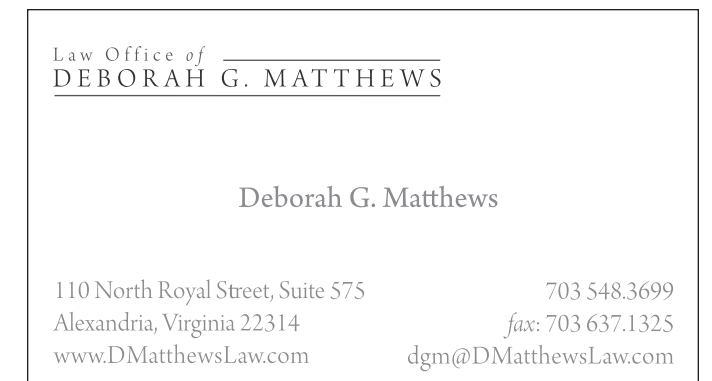 Law Office of
DEBORAH G. MATTHEWS
Deborah G. Matthews
110 North Royal Street, Suite 575
Alexandria, Virginia 22314
www.DMatthewsLaw.com
703 548.3699
fax: 703 637.1325
dgm@DMatthewsLaw.com